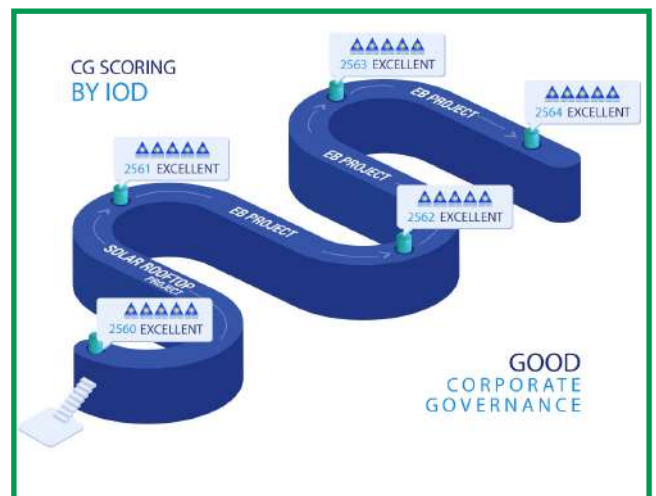 CG SCORING
BY IOD
2563 EXCELLENT
EB PROJECT
2564 EXCELLENT
2561 EXCELLENT
EB PROJECT
EB PROJECT
2562 EXCELLENT
SOLAR ROOFTOP
PROJECT
2560 EXCELLENT
GOOD
CORPORATE
GOVERNANCE